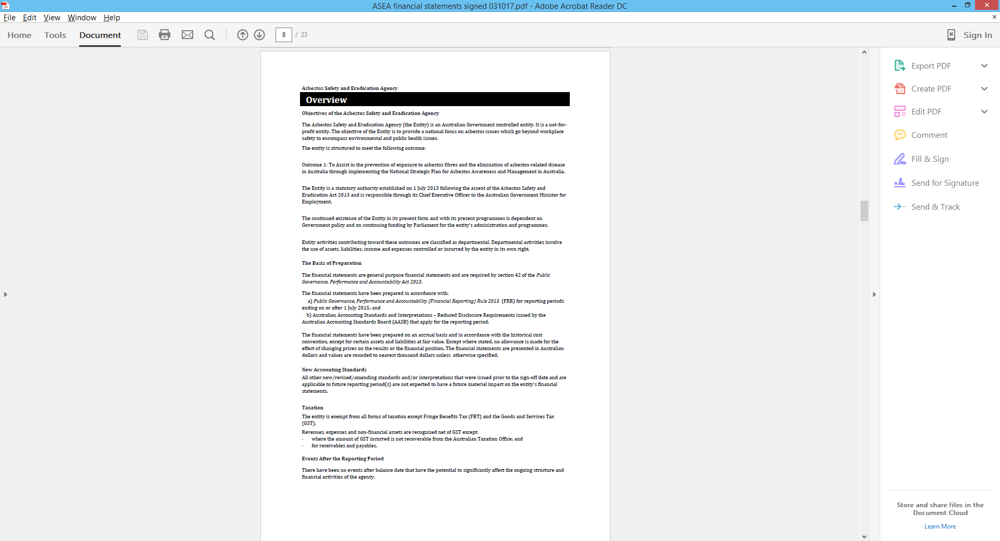 ASEA financial statements signed 031017.pdf - Adobe Acrobat Reader DC
File Edit View Window Help
Home Tools Document 8 / 23 Sign In
Asbestos Safety and Eradication Agency
Overview
Objectives of the Asbestos Safety and Eradication Agency
The Asbestos Safety and Eradication Agency (the Entity) is an Australian Government controlled entity. It is a not-for-
profit entity. The objective of the Entity is to provide a national focus on asbestos issues which go beyond workplace
safety to encompass environmental and public health issues.
The entity is structured to meet the following outcome:
Outcome 1: To Assist in the prevention of exposure to asbestos fibres and the elimination of asbestos-related disease
in Australia through implementing the National Strategic Plan for Asbestos Awareness and Management in Australia.
The Entity is a statutory authority established on 1 July 2013 following the assent of the Asbestos Safety and
Eradication Act 2013 and is responsible through its Chief Executive Officer to the Australian Government Minister for
Employment.
The continued existence of the Entity in its present form and with its present programmes is dependent on
Government policy and on continuing funding by Parliament for the entity's administration and programmes.
Entity activities contributing toward these outcomes are classified as departmental. Departmental activities involve
the use of assets, liabilities, income and expenses controlled or incurred by the entity in its own right.
The Basis of Preparation
The financial statements are general purpose financial statements and are required by section 42 of the Public
Governance, Performance and Accountability Act 2013.
The financial statements have been prepared in accordance with:
a) Public Governance, Performance and Accountability (Financial Reporting) Rule 2015 (FRR) for reporting periods
ending on or after 1 July 2015; and
b) Australian Accounting Standards and Interpretations – Reduced Disclosure Requirements issued by the
Australian Accounting Standards Board (AASB) that apply for the reporting period.
The financial statements have been prepared on an accrual basis and in accordance with the historical cost
convention, except for certain assets and liabilities at fair value. Except where stated, no allowance is made for the
effect of changing prices on the results or the financial position. The financial statements are presented in Australian
dollars and values are rounded to nearest thousand dollars unless otherwise specified.
New Accounting Standards
All other new/revised/amending standards and/or interpretations that were issued prior to the sign-off date and are
applicable to future reporting period(s) are not expected to have a future material impact on the entity's financial
statements.
Taxation
The entity is exempt from all forms of taxation except Fringe Benefits Tax (FBT) and the Goods and Services Tax
(GST).
Revenues, expenses and non-financial assets are recognised net of GST except:
· where the amount of GST incurred is not recoverable from the Australian Taxation Office; and
· for receivables and payables.
Events After the Reporting Period
There have been no events after balance date that have the potential to significantly affect the ongoing structure and
financial activities of the agency.
Export PDF
Create PDF
Edit PDF
Comment
Fill & Sign
Send for Signature
Send & Track
Store and share files in the
Document Cloud
Learn More